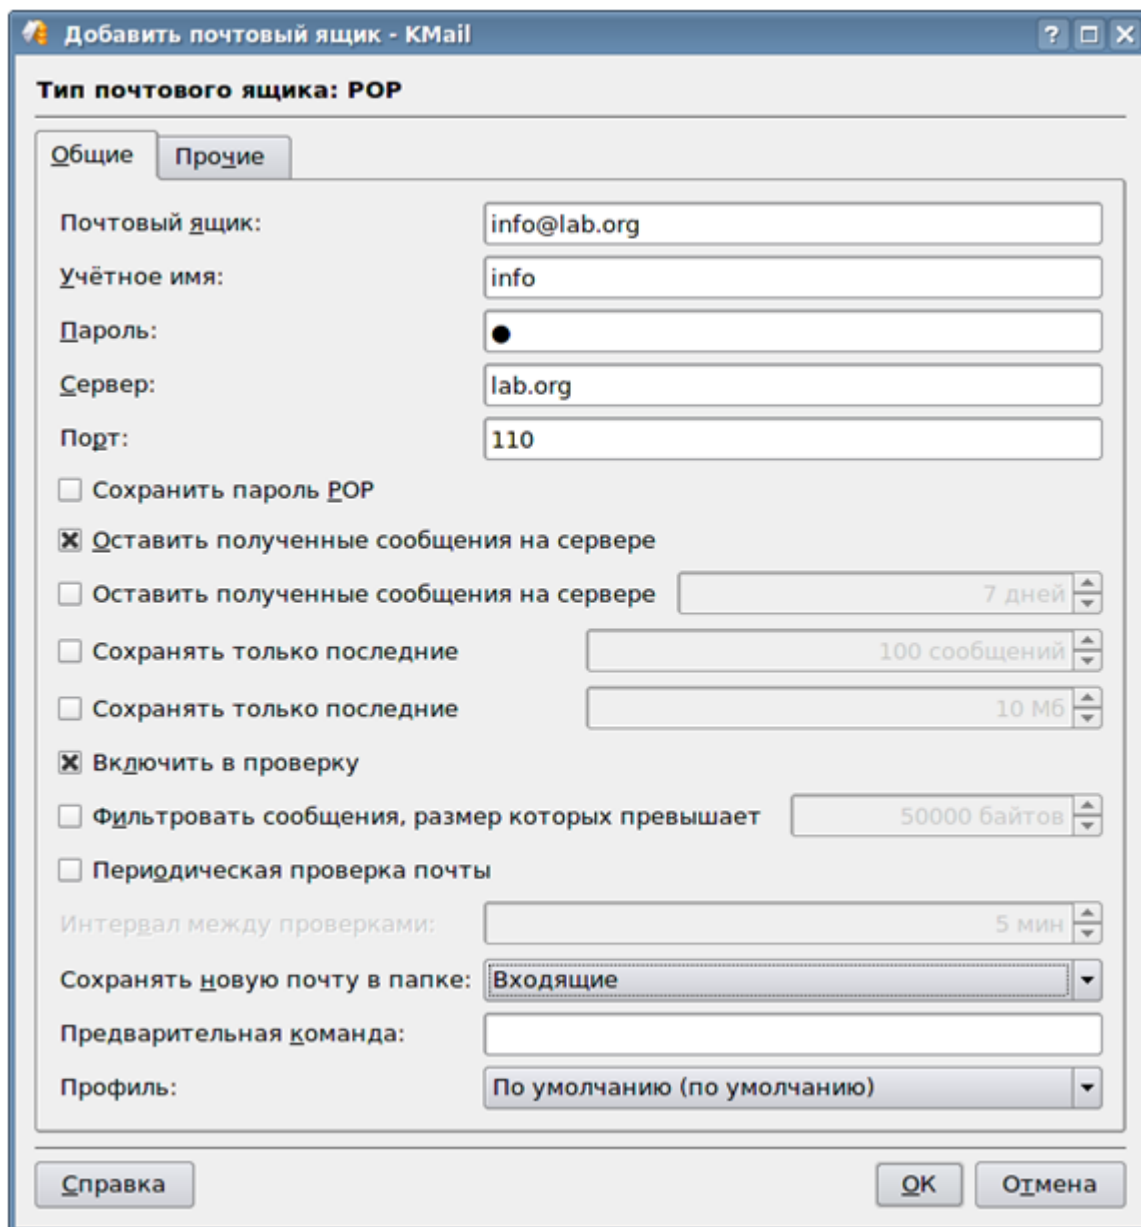 Добавить почтовый ящик - KMail
Тип почтового ящика: POP
Общие Прочие
Почтовый ящик: info@lab.org
Учётное имя: info
Пароль: ●
Сервер: lab.org
Порт: 110
Сохранить пароль POP
Оставить полученные сообщения на сервере
Оставить полученные сообщения на сервере 7 дней
Сохранять только последние 100 сообщений
Сохранять только последние 10 Мб
Включить в проверку
Фильтровать сообщения, размер которых превышает 50000 байтов
Периодическая проверка почты
Интервал между проверками: 5 мин
Сохранять новую почту в папке: Входящие
Предварительная команда:
Профиль: По умолчанию (по умолчанию)
Справка OK Отмена